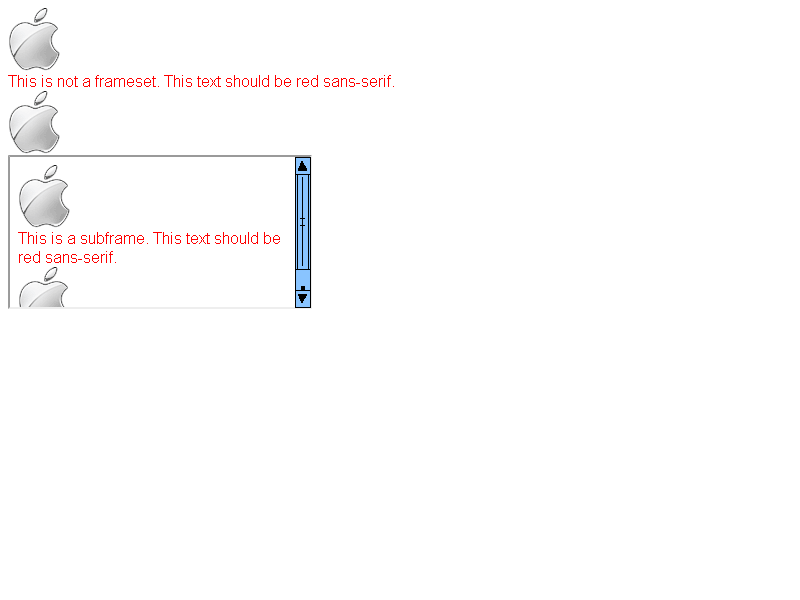 This is not a frameset. This text should be red sans-serif.
This is a subframe. This text should be
red sans-serif.